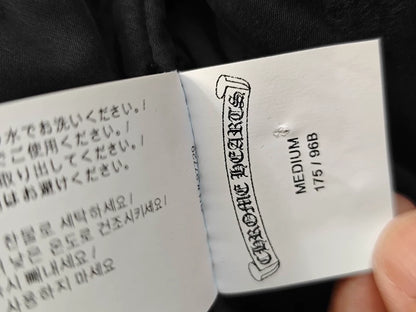 水でお洗いください。/
でご使用ください。/
取り出してください。/
はお避けください。
찬물로 세탁하세요/
낮은 온도로 건조시키세요/
빼내세요/
사용하지 마세요
CHROME HEARTS
MEDIUM
175 / 96B